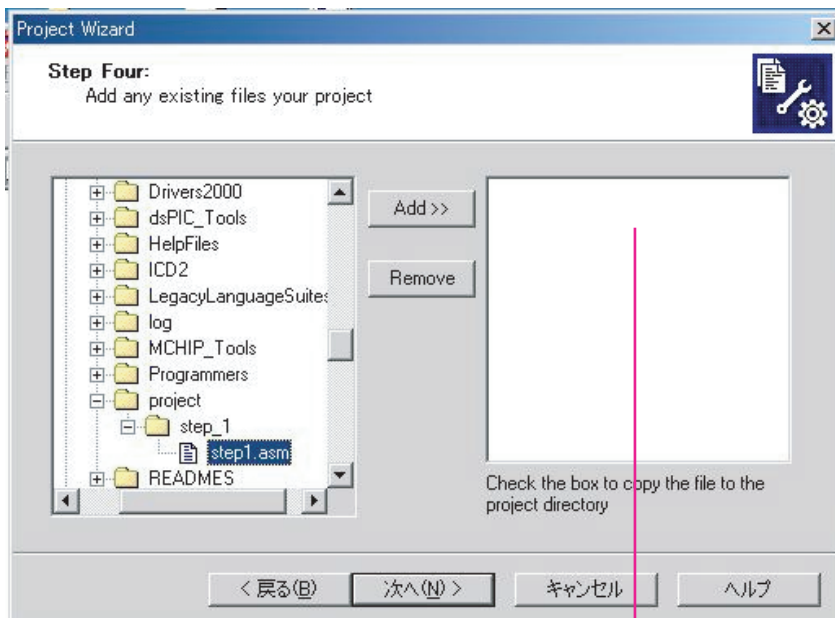 Project Wizard
Step Four:
Add any existing files your project
Drivers2000
dsPIC_Tools
HelpFiles
ICD2
LegacyLanguageSuites
log
MCHIP_Tools
Programmers
project
step_1
step1.asm
READMES
Add >>
Remove
Check the box to copy the file to the
project directory
< 戻る(B)
次へ(N) >
キャンセル
ヘルプ